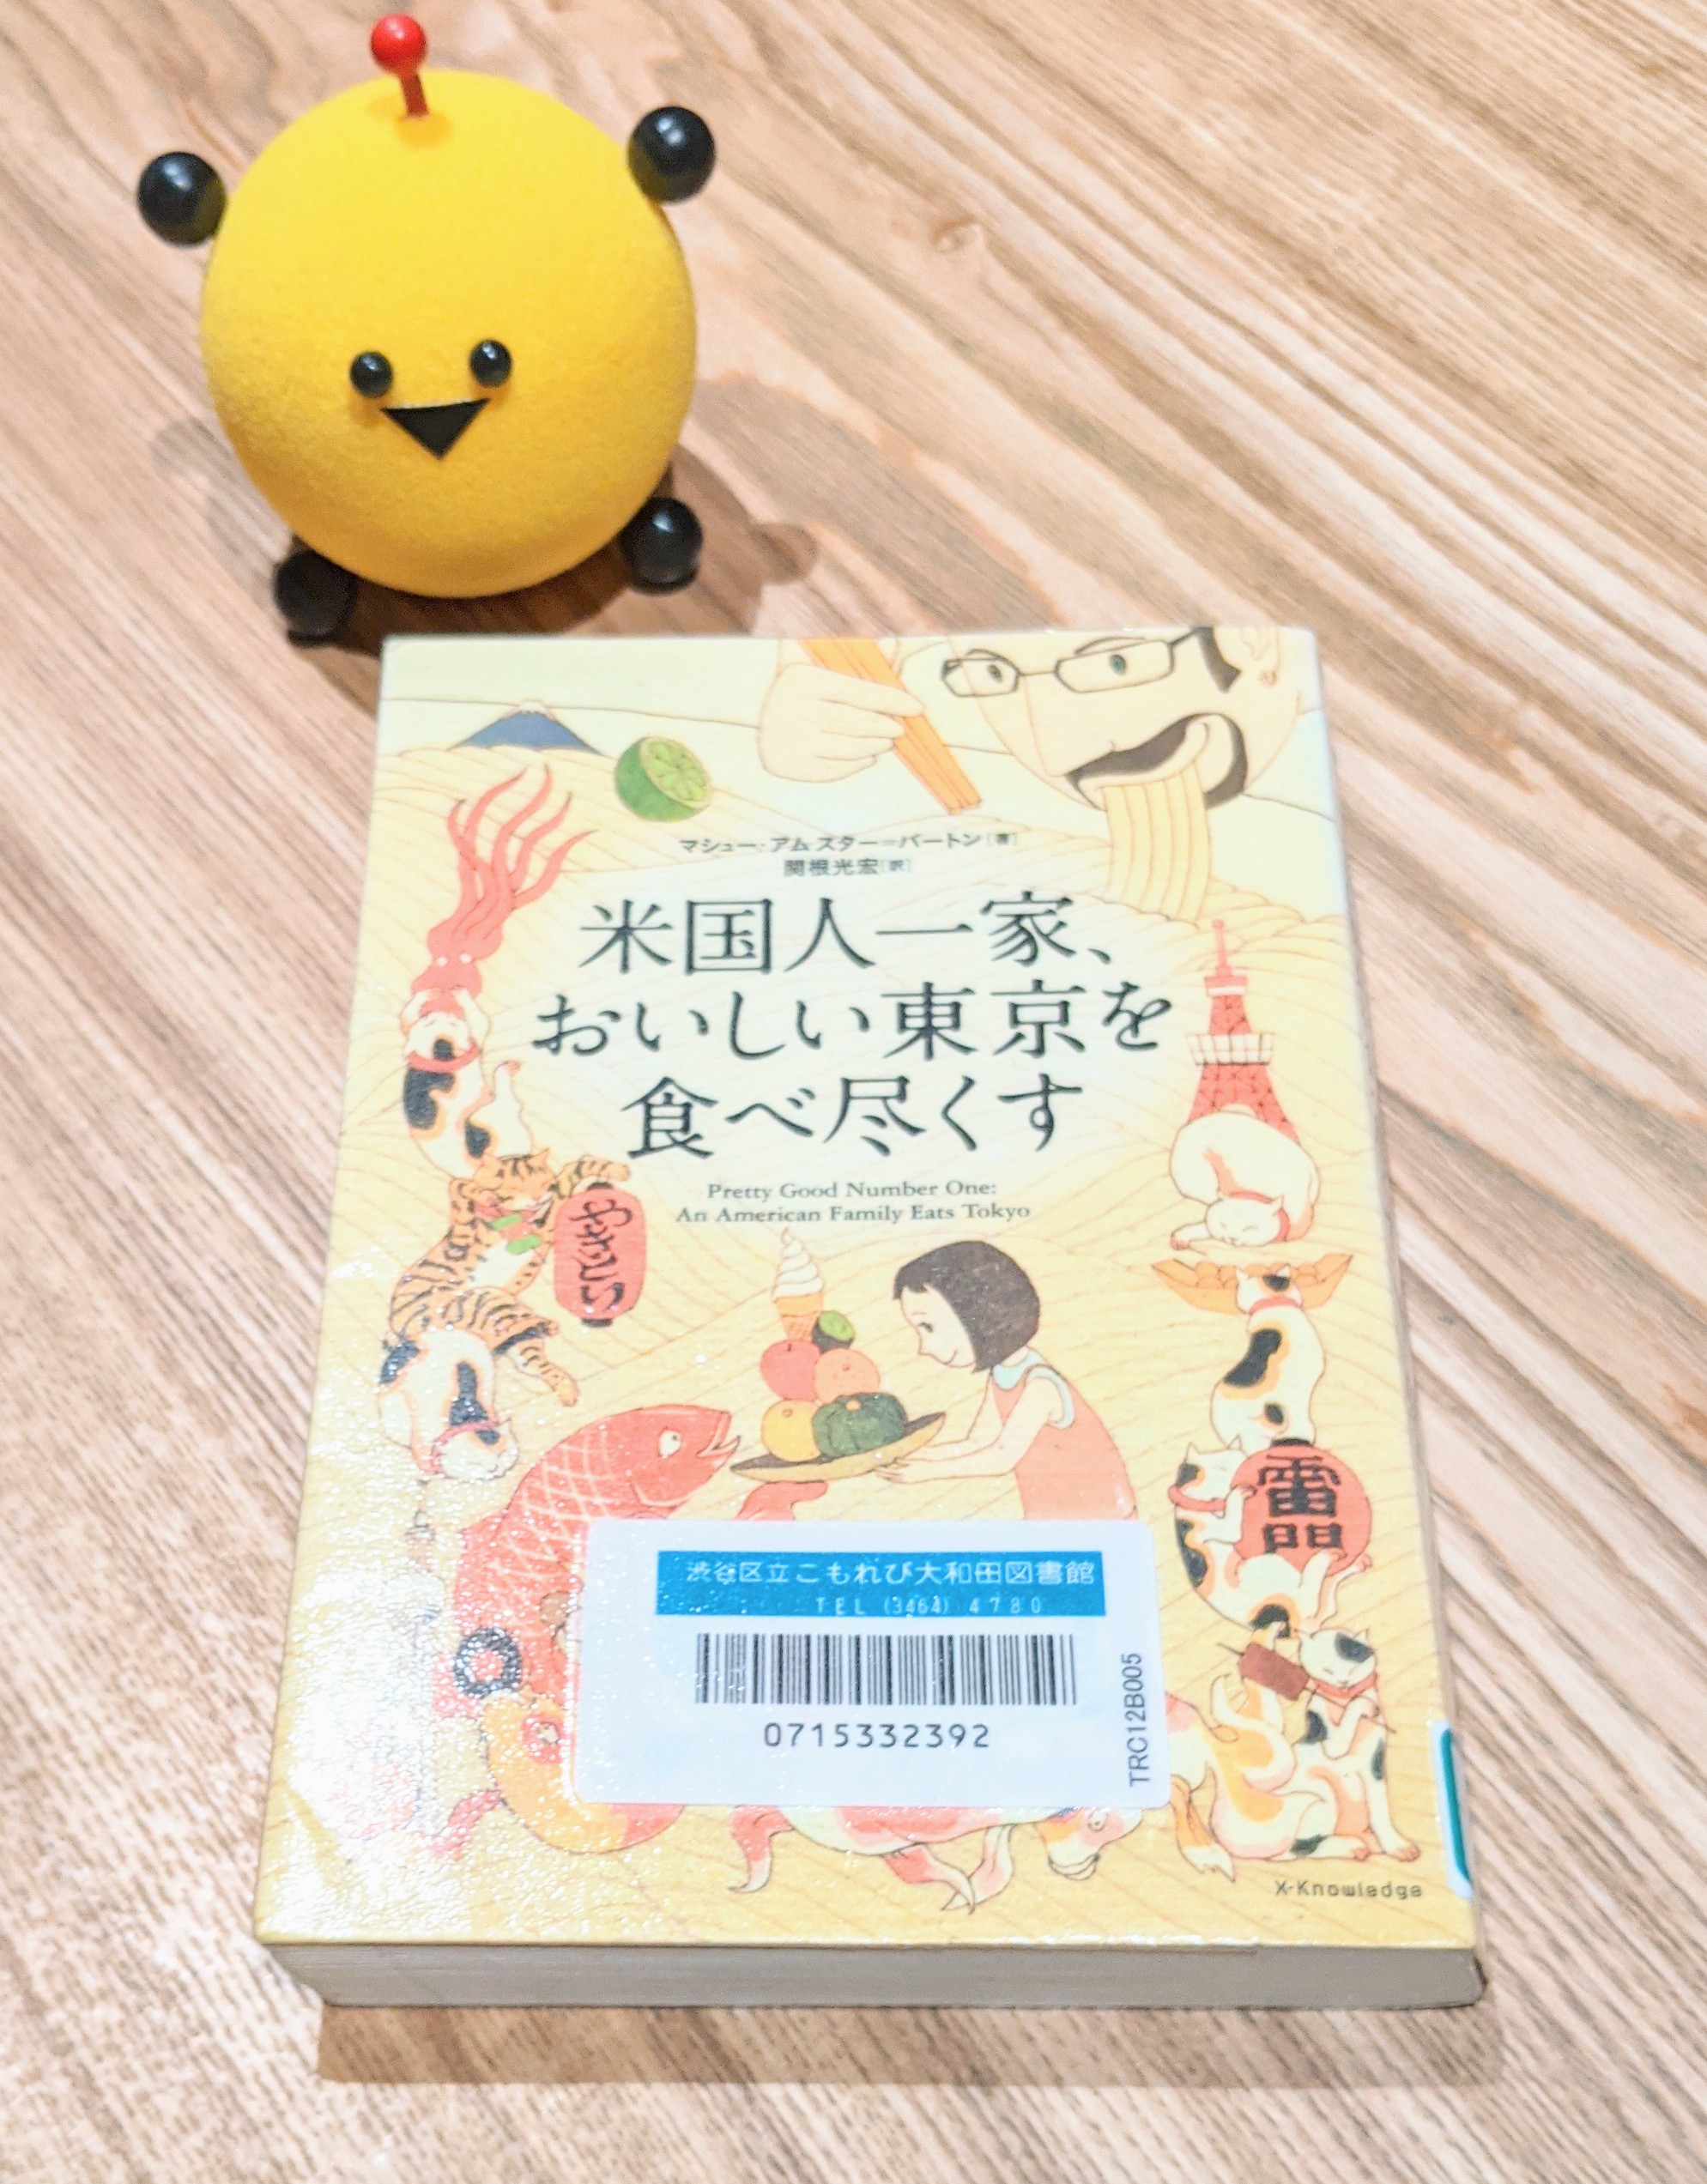 マシュー・アムスター=バートン[著]
関根光宏[訳]
米国人一家、
おいしい東京を
食べ尽くす
Pretty Good Number One:
An American Family Eats Tokyo
やきとり
雷門
渋谷区立こもれび大和田図書館
TEL (3464) 4780
0715332392
TRC12B005
X-Knowledge